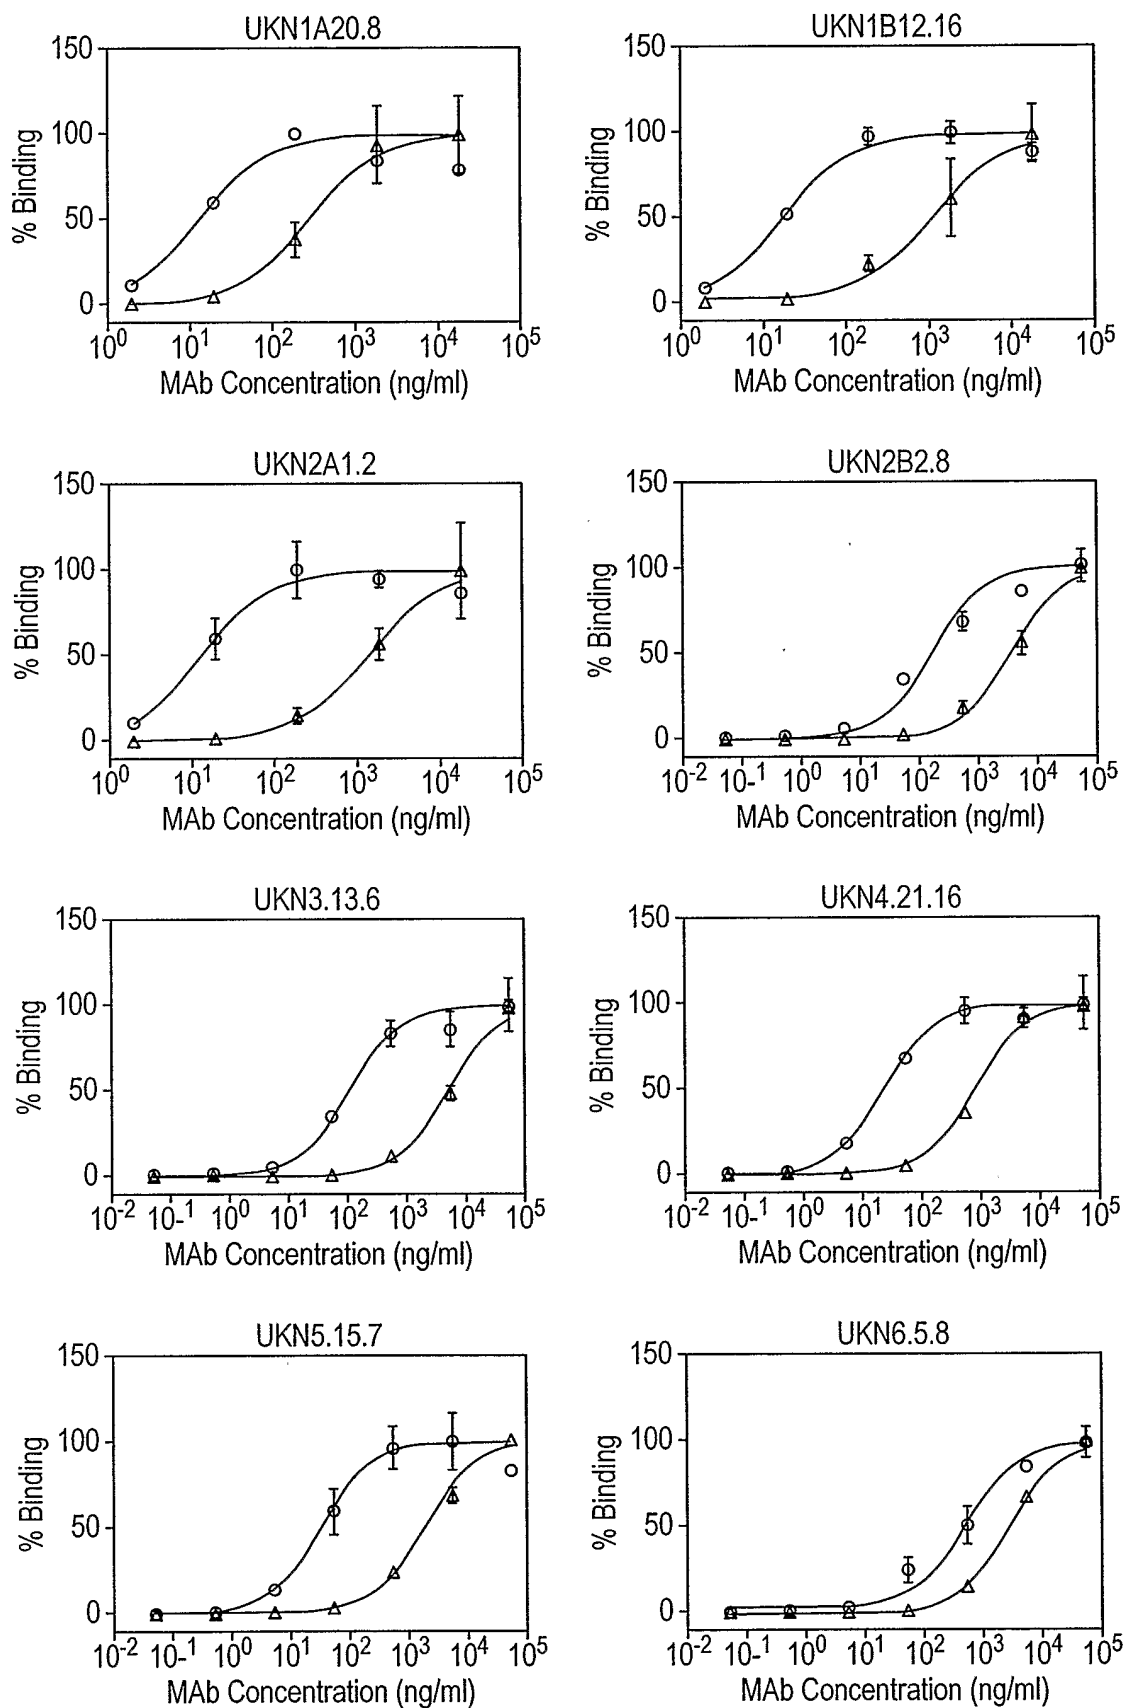 UKN1A20.8
150
100
50
0
% Binding
10^0 10^1 10^2 10^3 10^4 10^5
MAb Concentration (ng/ml)
UKN1B12.16
150
100
50
0
% Binding
10^0 10^1 10^2 10^3 10^4 10^5
MAb Concentration (ng/ml)
UKN2A1.2
150
100
50
0
% Binding
10^0 10^1 10^2 10^3 10^4 10^5
MAb Concentration (ng/ml)
UKN2B2.8
150
100
50
0
% Binding
10^-2 10^-1 10^0 10^1 10^2 10^3 10^4 10^5
MAb Concentration (ng/ml)
UKN3.13.6
150
100
50
0
% Binding
10^-2 10^-1 10^0 10^1 10^2 10^3 10^4 10^5
MAb Concentration (ng/ml)
UKN4.21.16
150
100
50
0
% Binding
10^-2 10^-1 10^0 10^1 10^2 10^3 10^4 10^5
MAb Concentration (ng/ml)
UKN5.15.7
150
100
50
0
% Binding
10^-2 10^-1 10^0 10^1 10^2 10^3 10^4 10^5
MAb Concentration (ng/ml)
UKN6.5.8
150
100
50
0
% Binding
10^-2 10^-1 10^0 10^1 10^2 10^3 10^4 10^5
MAb Concentration (ng/ml)